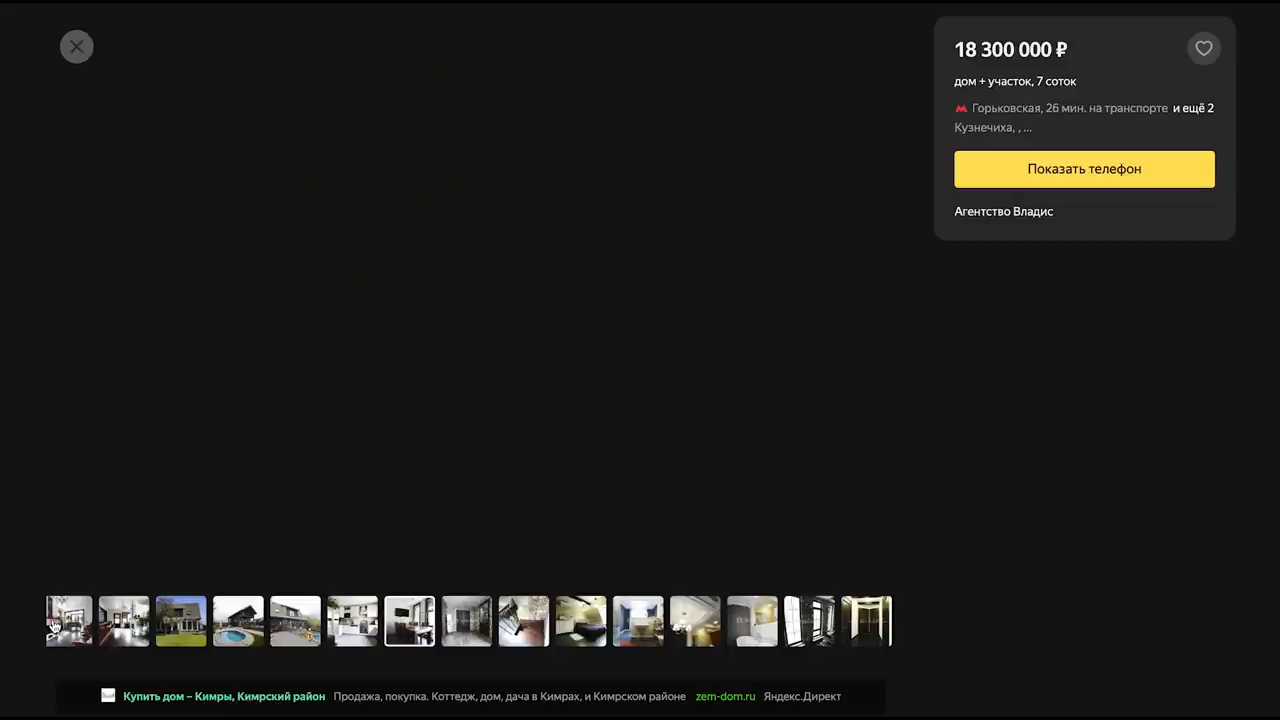 18 300 000 ₽
дом + участок, 7 соток
Горьковская, 26 мин. на транспорте и ещё 2
Кузнечиха, , ...
Показать телефон
Агентство Владис
Купить дом – Кимры, Кимрский район Продажа, покупка. Коттедж, дом, дача в Кимрах, и Кимрском районе zem-dom.ru Яндекс.Директ